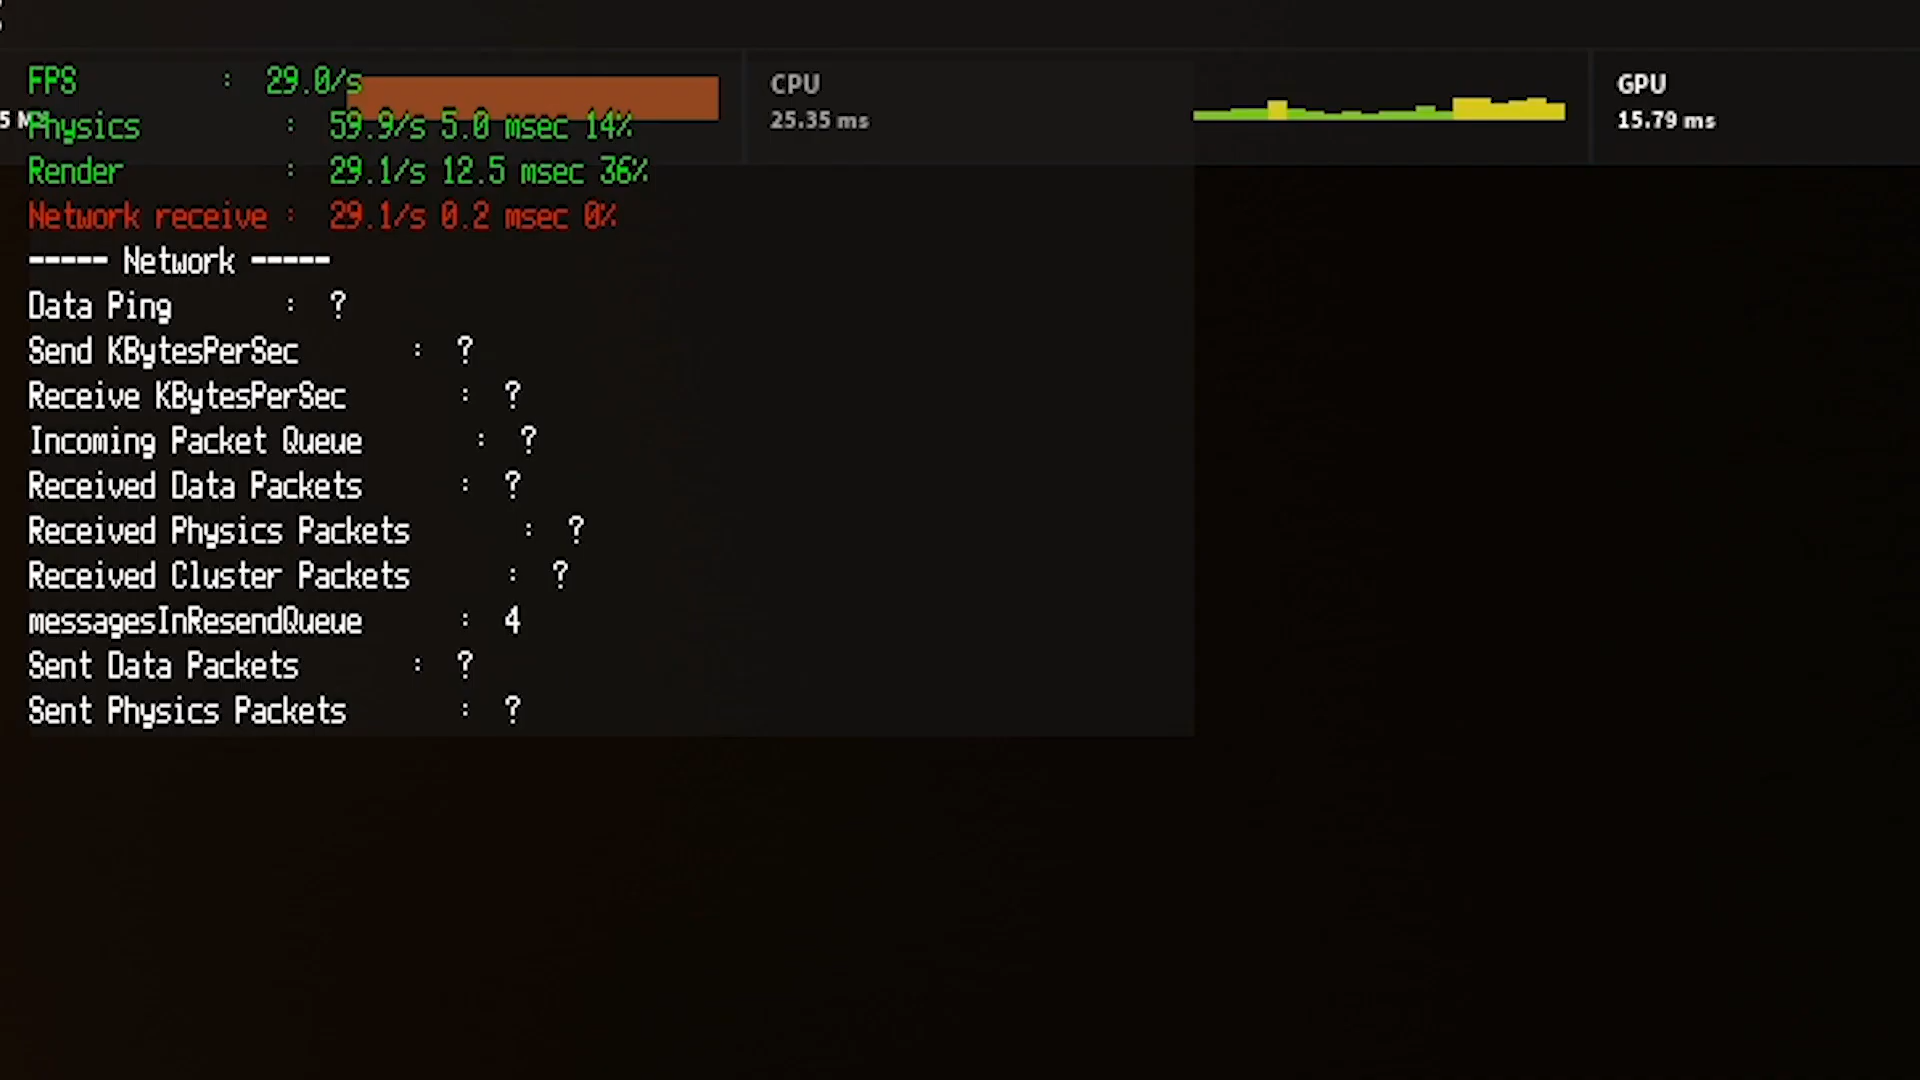 FPS : 29.0/s
CPU
GPU
25.35 ms
15.79 ms
Physics : 59.9/s 5.0 msec 14%
Render : 29.1/s 12.5 msec 36%
Network receive : 29.1/s 0.2 msec 0%
----- Network -----
Data Ping : ?
Send KBytesPerSec : ?
Receive KBytesPerSec : ?
Incoming Packet Queue : ?
Received Data Packets : ?
Received Physics Packets : ?
Received Cluster Packets : ?
messagesInResendQueue : 4
Sent Data Packets : ?
Sent Physics Packets : ?